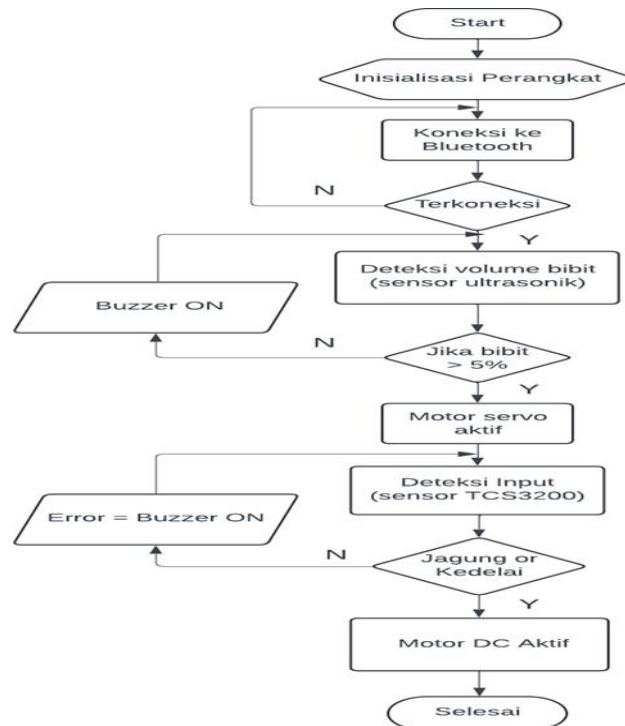 Start
Inisialisasi Perangkat
Koneksi ke
Bluetooth
N
Terkoneksi
Y
Deteksi volume bibit
(sensor ultrasonik)
Buzzer ON
N
Jika bibit
> 5%
Y
Motor servo
aktif
Deteksi Input
(sensor TCS3200)
Error = Buzzer ON
N
Jagung or
Kedelai
Y
Motor DC Aktif
Selesai